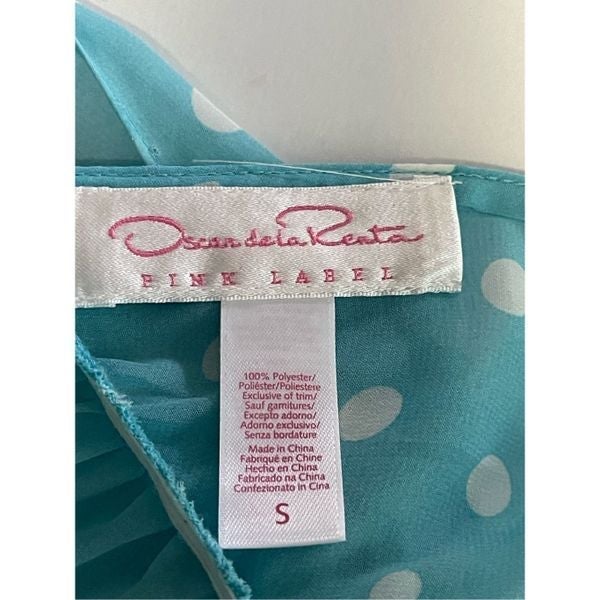 Oscar de la Renta
PINK LABEL
100% Polyester/
Poliéster/Poliestere
Exclusive of trim/
Sauf garnitures/
Excepto adorno/
Adorno exclusivo/
Senza bordature
Made in China
Fabriqué en Chine
Hecho en China
Fabricado na China
Confezionato in Cina
S